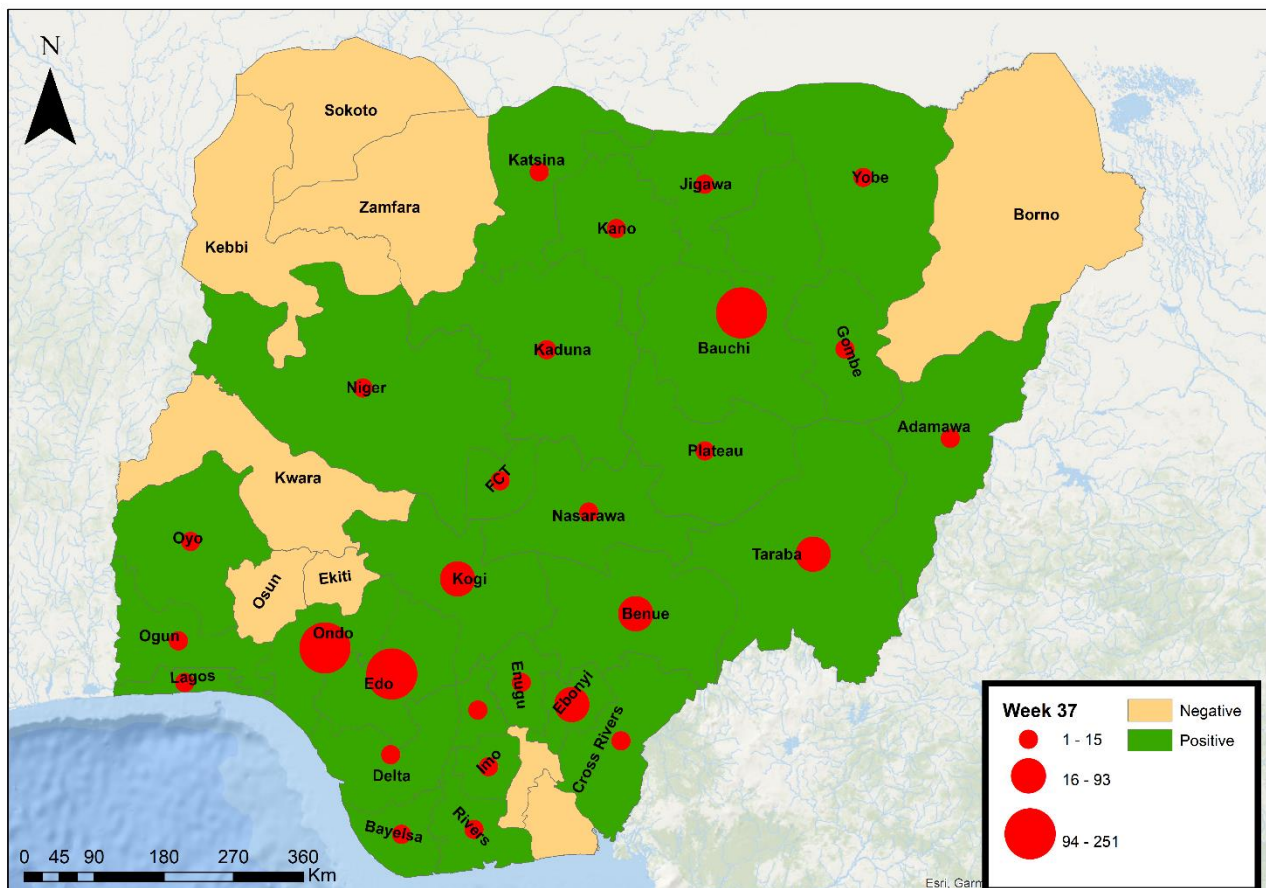 N
Sokoto
Katsina
Jigawa
Yobe
Zamfara
Borno
Kano
Kebbi
Kaduna
Bauchi
Gombe
Niger
Adamawa
Plateau
Kwara
FCT
Nasarawa
Oyo
Taraba
Osun
Ekiti
Kogi
Benue
Ogun
Ondo
Lagos
Edo
Enugu
Ebonyi
Cross Rivers
Delta
Imo
Bayelsa
Rivers
Week 37
1 - 15
16 - 93
94 - 251
Negative
Positive
0 45 90 180 270 360
Km
Esri, Garm